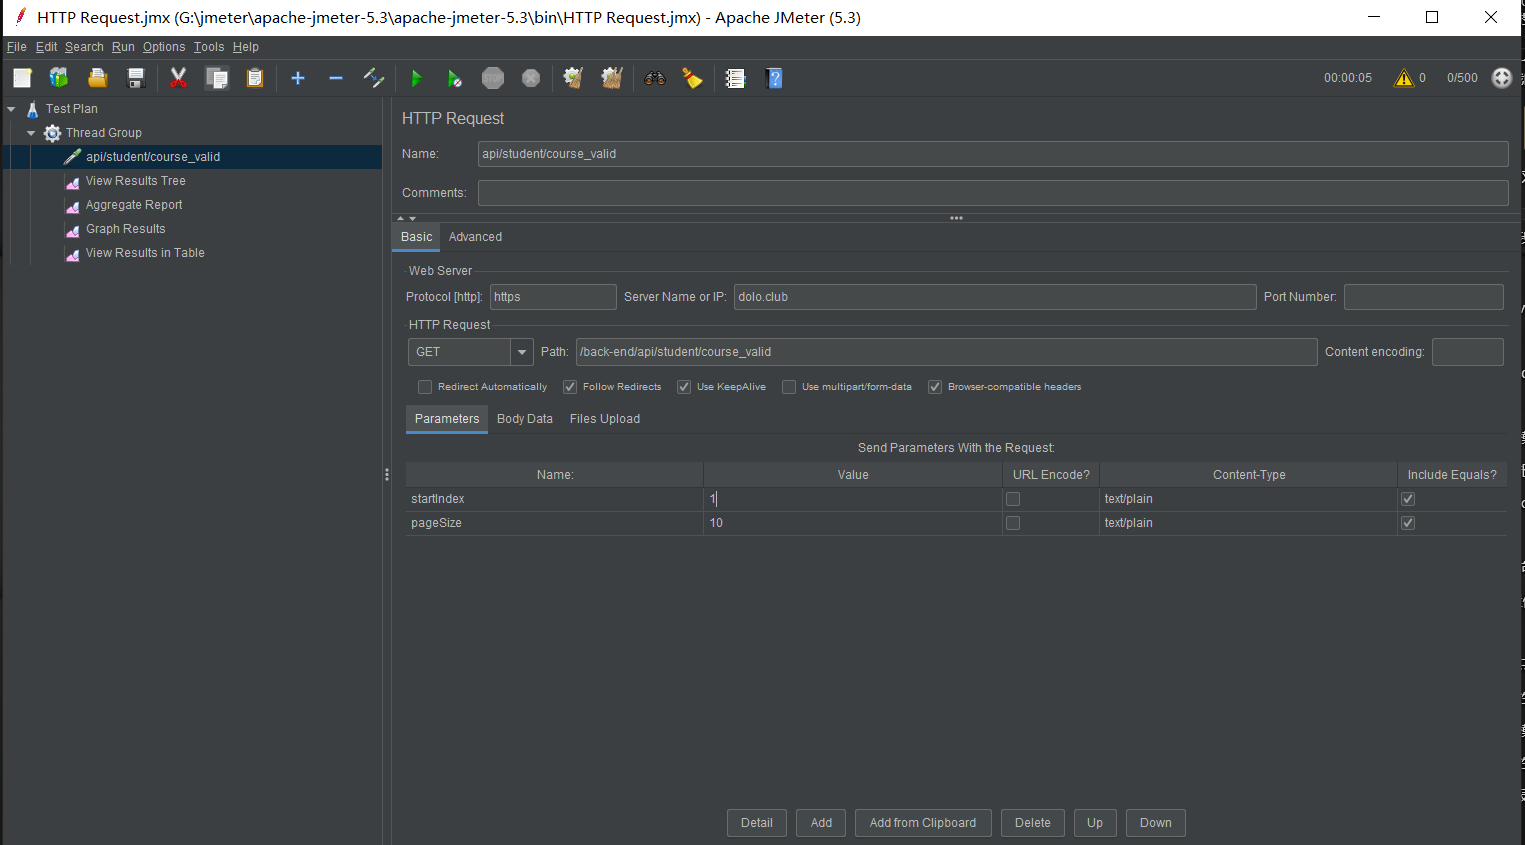 HTTP Request.jmx (G:\jmeter\apache-jmeter-5.3\apache-jmeter-5.3\bin\HTTP Request.jmx) - Apache JMeter (5.3)
File Edit Search Run Options Tools Help
STOP 00:00:05 0 0/500
Test Plan
Thread Group
api/student/course_valid
View Results Tree
Aggregate Report
Graph Results
View Results in Table
HTTP Request
Name: api/student/course_valid
Comments:
Basic Advanced
Web Server
Protocol [http]: https Server Name or IP: dolo.club Port Number:
HTTP Request
GET Path: /back-end/api/student/course_valid Content encoding:
Redirect Automatically Follow Redirects Use KeepAlive Use multipart/form-data Browser-compatible headers
Parameters Body Data Files Upload
Send Parameters With the Request:
Name: Value URL Encode? Content-Type Include Equals?
startIndex 1 text/plain
pageSize 10 text/plain
Detail Add Add from Clipboard Delete Up Down